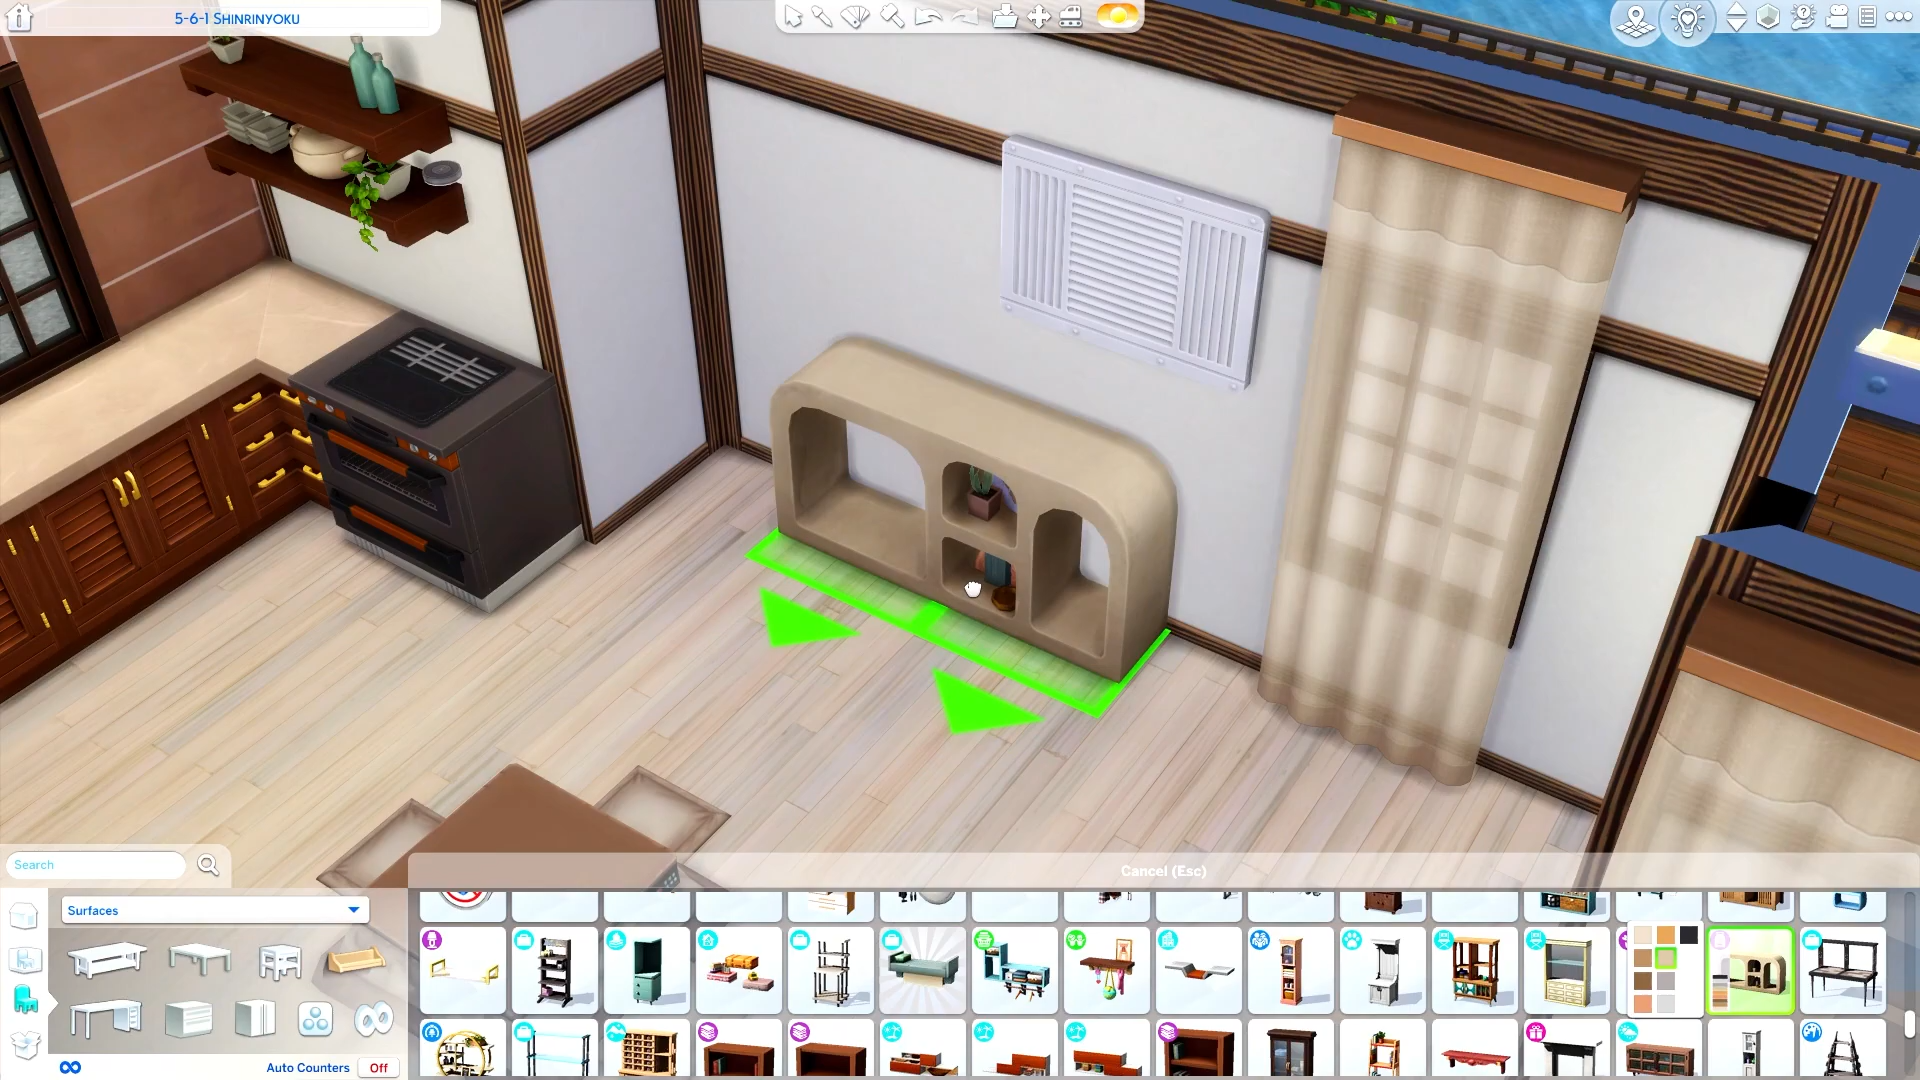 5-6-1 SHINRINYOKU
Cancel (Esc)
Search
Surfaces
Auto Counters Off